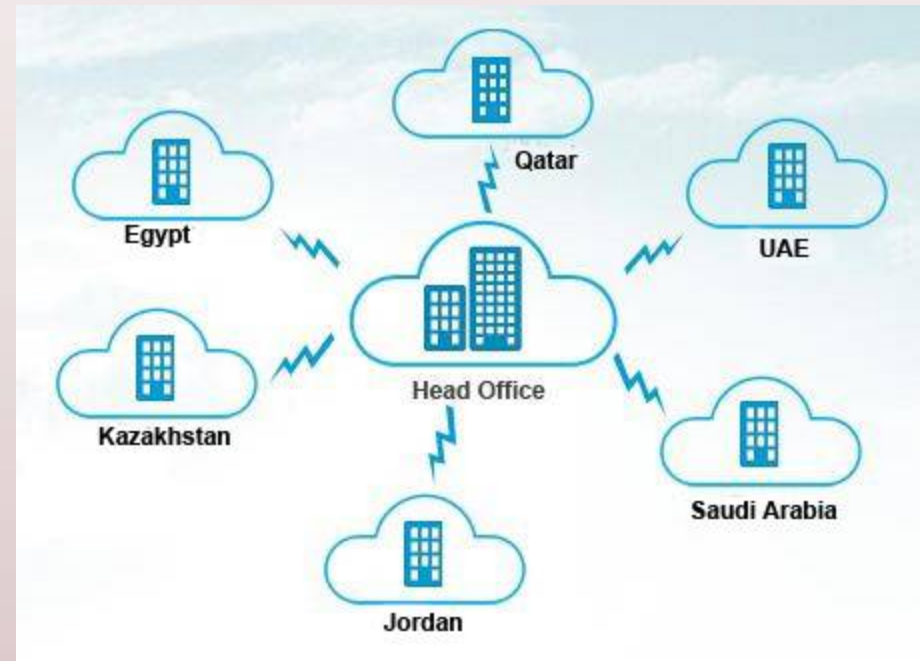 Qatar
Egypt
UAE
Head Office
Kazakhstan
Saudi Arabia
Jordan